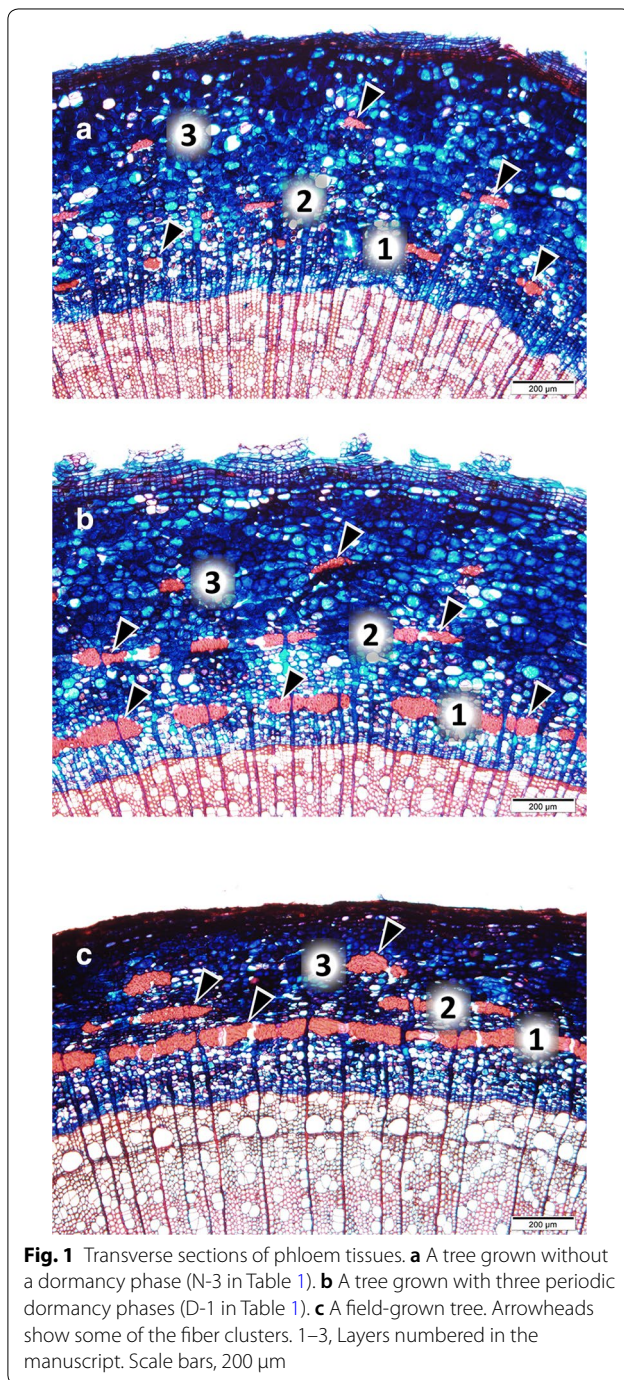 a
3
2
1
200 µm
b
3
2
1
200 µm
c
3
2
1
200 µm
Fig. 1 Transverse sections of phloem tissues. a A tree grown without
a dormancy phase (N-3 in Table 1). b A tree grown with three periodic
dormancy phases (D-1 in Table 1). c A field-grown tree. Arrowheads
show some of the fiber clusters. 1–3, Layers numbered in the
manuscript. Scale bars, 200 µm